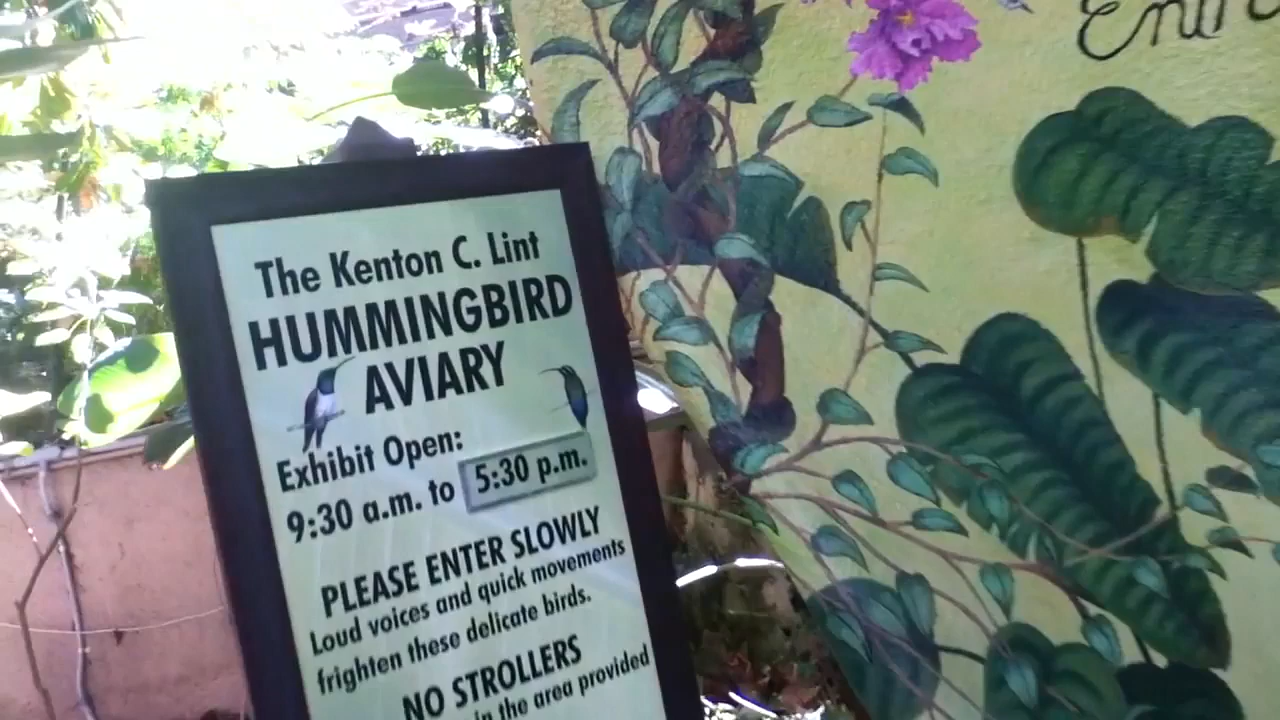 The Kenton C. Lint
HUMMINGBIRD
AVIARY
Exhibit Open:
9:30 a.m. to 5:30 p.m.
PLEASE ENTER SLOWLY
Loud voices and quick movements
frighten these delicate birds.
NO STROLLERS
in the area provided